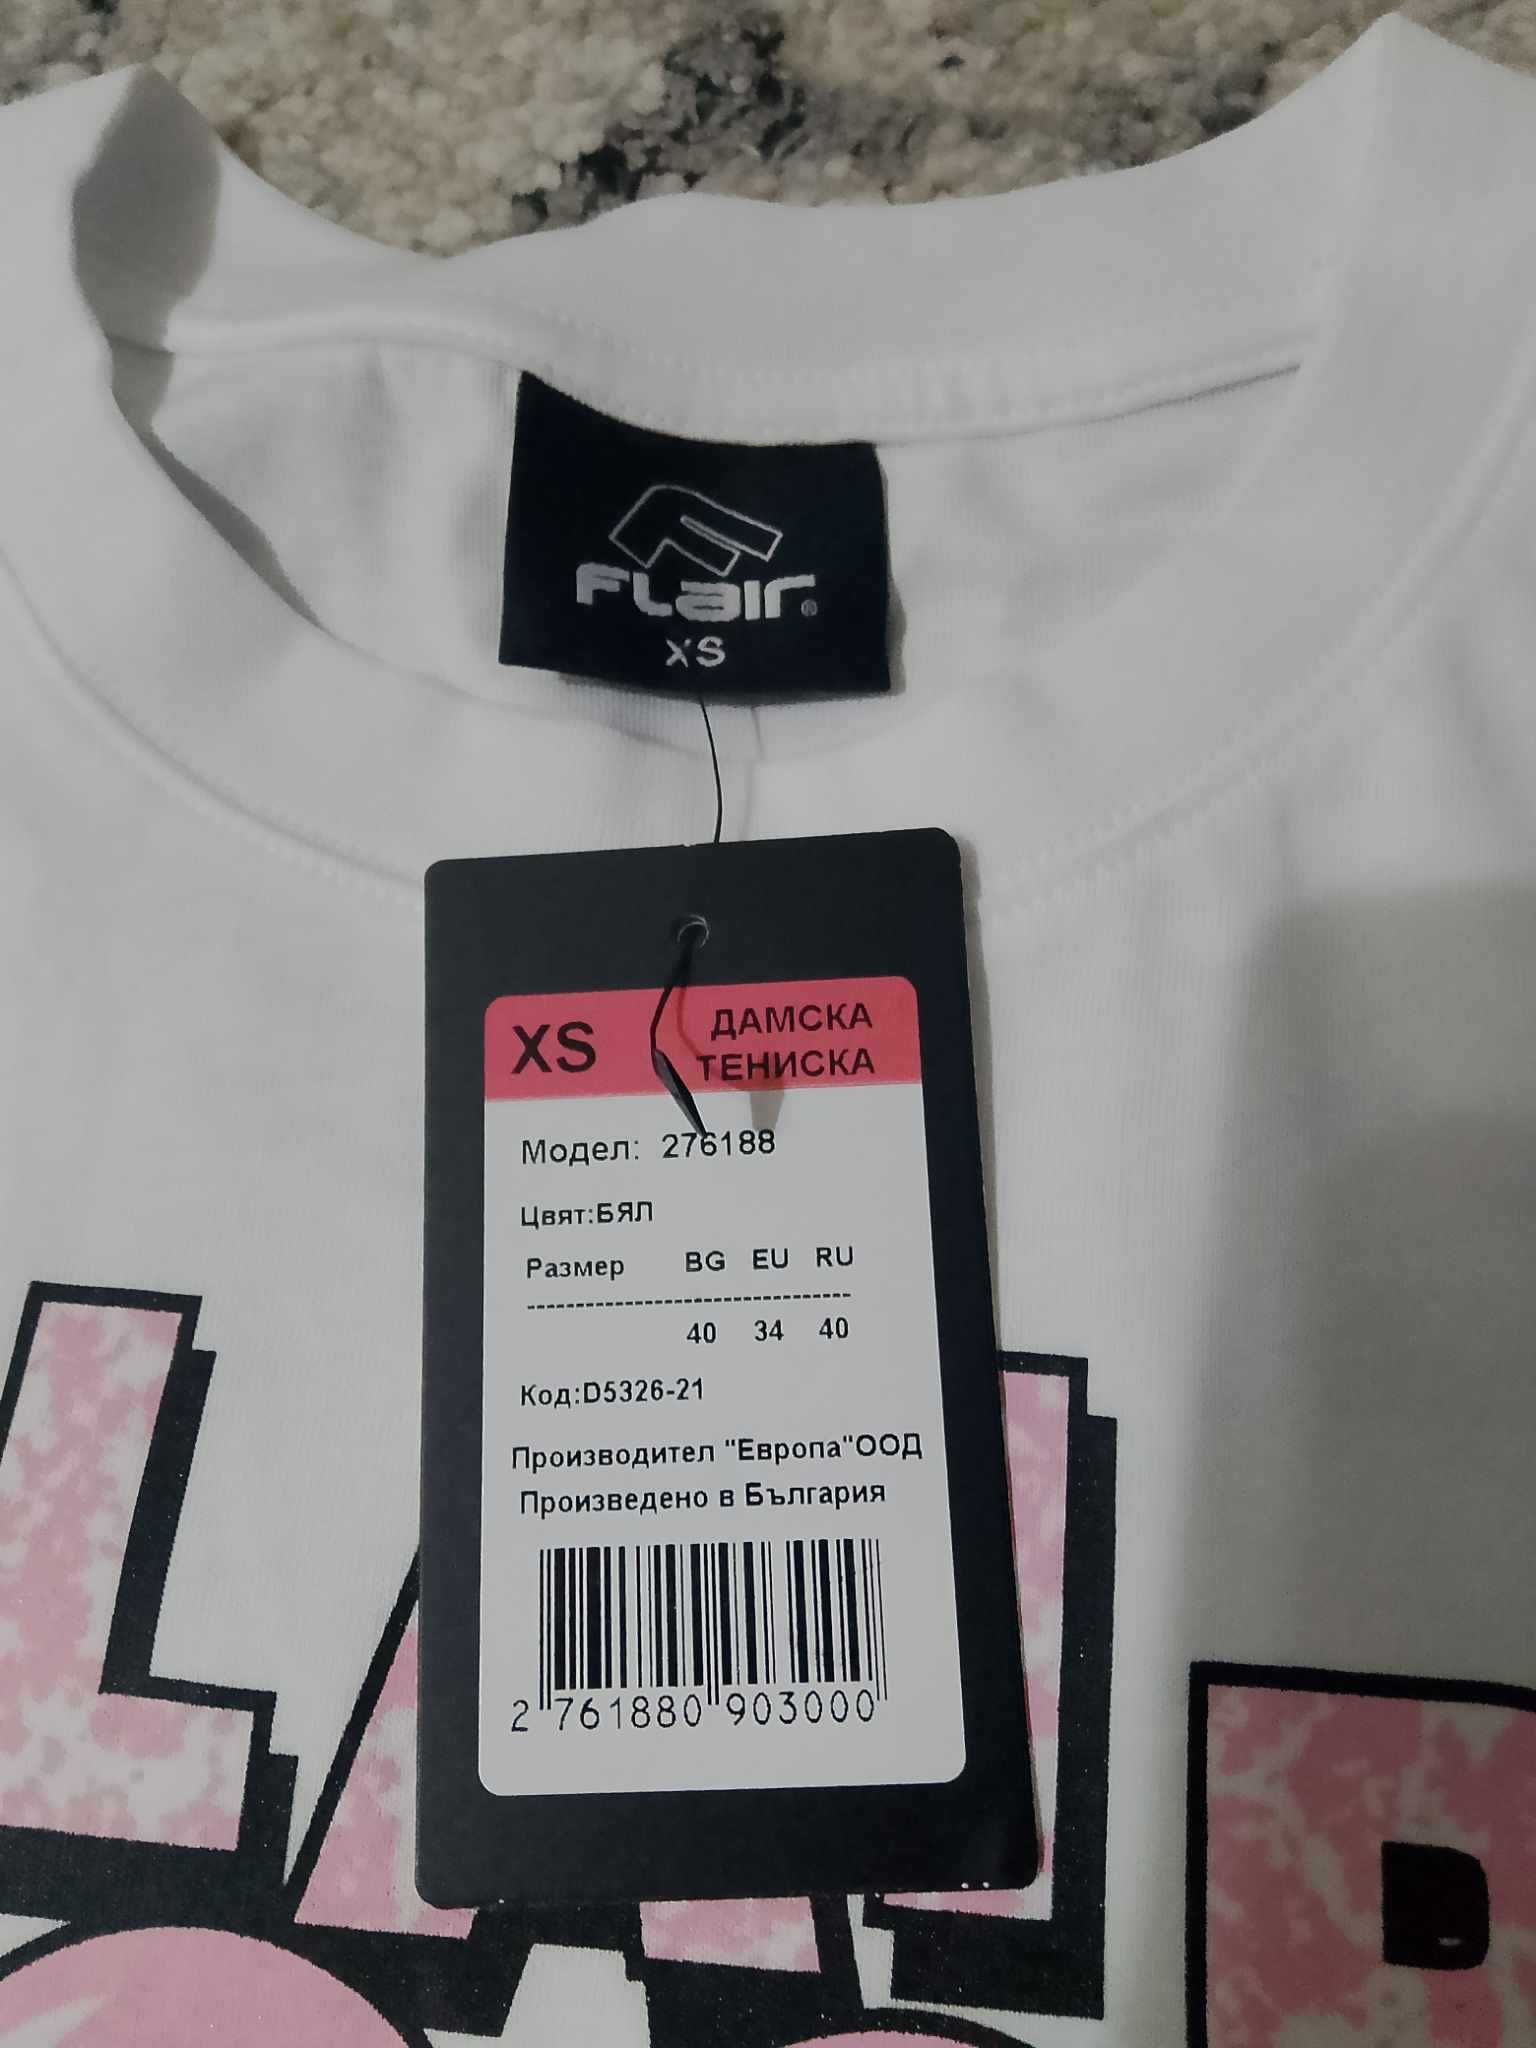 Flair®
XS
XS
ДАМСКА
ТЕНИСКА
Модел: 276188
Цвят:БЯЛ
Размер BG EU RU
---------------------------------
40 34 40
Код:D5326-21
Производител "Европа"ООД
Произведено в България
2 761880 903000